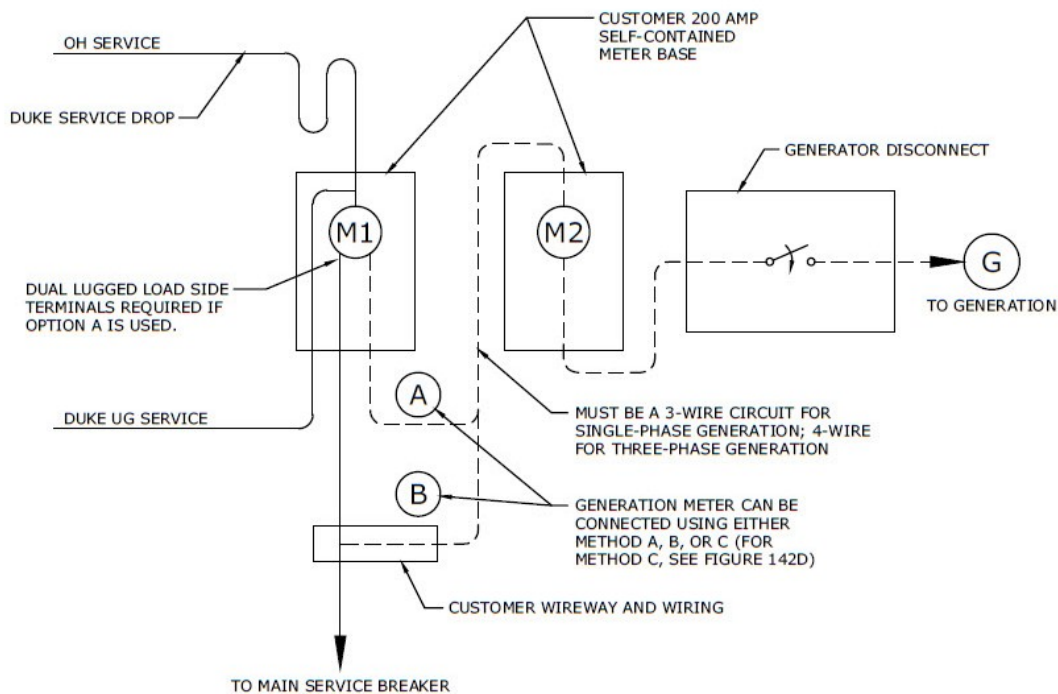 CUSTOMER 200 AMP
SELF-CONTAINED
METER BASE
OH SERVICE
DUKE SERVICE DROP
GENERATOR DISCONNECT
M1
M2
G
TO GENERATION
DUAL LUGGED LOAD SIDE
TERMINALS REQUIRED IF
OPTION A IS USED.
A
DUKE UG SERVICE
MUST BE A 3-WIRE CIRCUIT FOR
SINGLE-PHASE GENERATION; 4-WIRE
FOR THREE-PHASE GENERATION
B
GENERATION METER CAN BE
CONNECTED USING EITHER
METHOD A, B, OR C (FOR
METHOD C, SEE FIGURE 142D)
CUSTOMER WIREWAY AND WIRING
TO MAIN SERVICE BREAKER